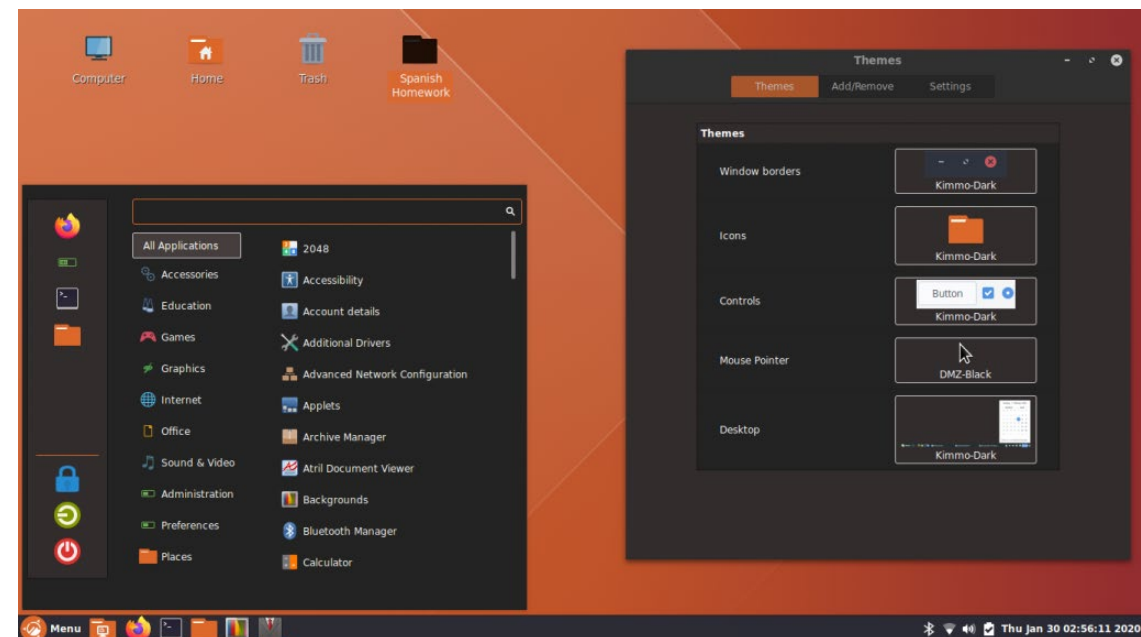 Computer
Home
Trash
Spanish
Homework
Themes
Themes
Add/Remove
Settings
Themes
Window borders
Kimmo-Dark
Icons
Kimmo-Dark
Controls
Button
Kimmo-Dark
Mouse Pointer
DMZ-Black
Desktop
Kimmo-Dark
All Applications
Accessories
Education
Games
Graphics
Internet
Office
Sound & Video
Administration
Preferences
Places
2048
Accessibility
Account details
Additional Drivers
Advanced Network Configuration
Applets
Archive Manager
Atril Document Viewer
Backgrounds
Bluetooth Manager
Calculator
Menu
Thu Jan 30 02:56:11 2020